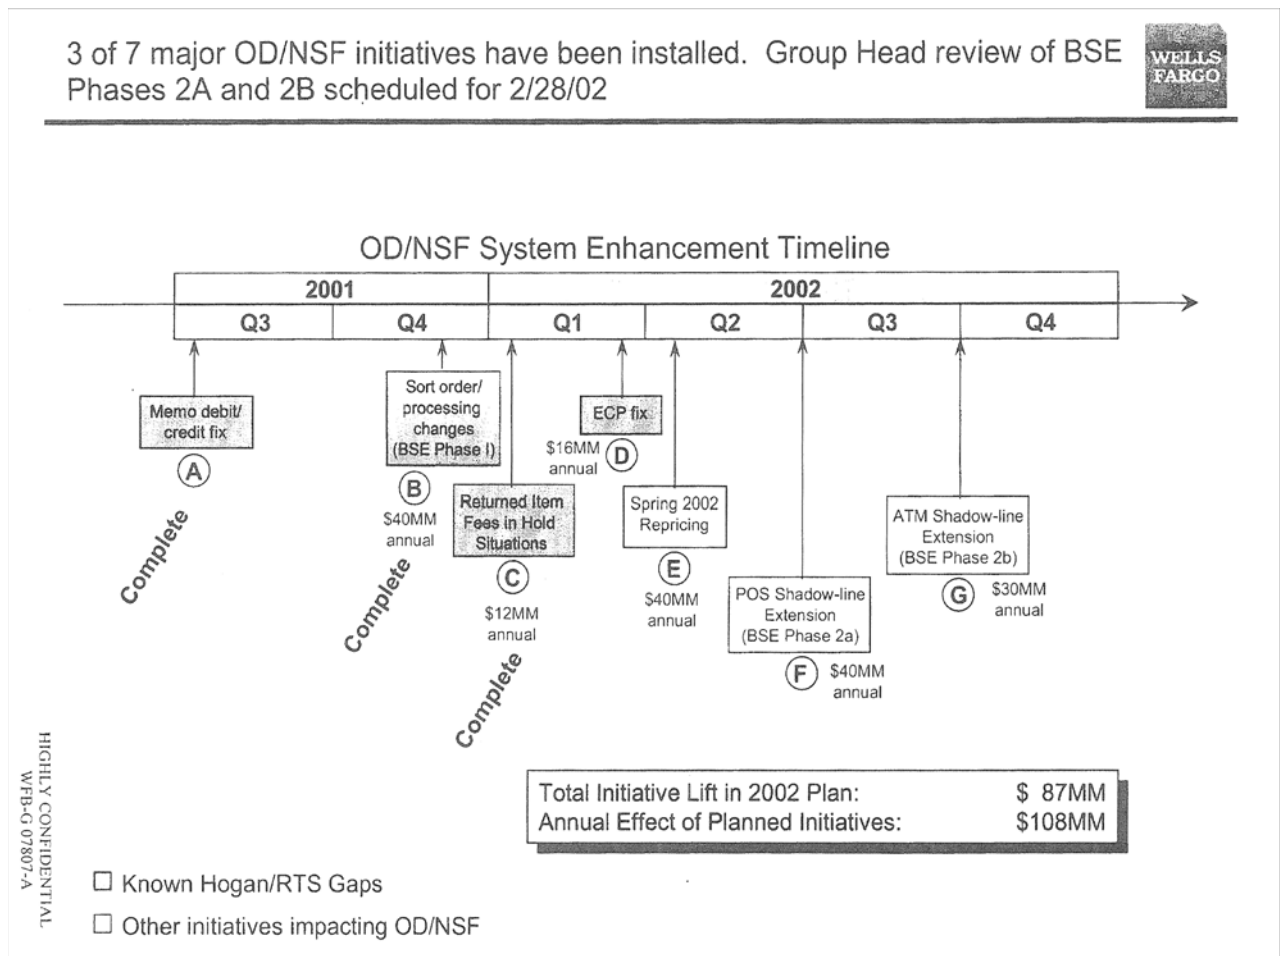 3 of 7 major OD/NSF initiatives have been installed. Group Head review of BSE
Phases 2A and 2B scheduled for 2/28/02
WELLS
FARGO
OD/NSF System Enhancement Timeline
2001
2002
Q3
Q4
Q1
Q2
Q3
Q4
Memo debit/
credit fix
A
Complete
Sort order/
processing
changes
(BSE Phase I)
B
$40MM
annual
Complete
Returned Item
Fees in Hold
Situations
C
$12MM
annual
Complete
ECP fix
$16MM
annual
D
Spring 2002
Repricing
E
$40MM
annual
POS Shadow-line
Extension
(BSE Phase 2a)
F
$40MM
annual
ATM Shadow-line
Extension
(BSE Phase 2b)
G
$30MM
annual
Total Initiative Lift in 2002 Plan: $ 87MM
Annual Effect of Planned Initiatives: $108MM
Known Hogan/RTS Gaps
Other initiatives impacting OD/NSF
HIGHLY CONFIDENTIAL
WFB-G 07807-A